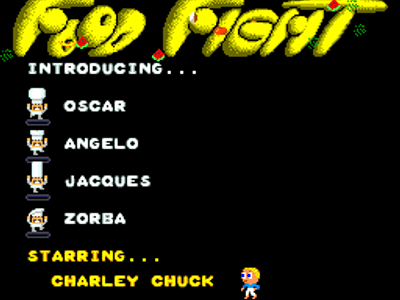 FOOD FIGHT
INTRODUCING...
OSCAR
ANGELO
JACQUES
ZORBA
STARRING...
CHARLEY CHUCK